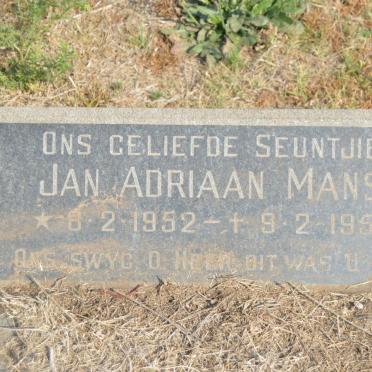 ONS GELIEFDE SEUNTJIE
JAN ADRIAAN MANS
* 8-2-1952 - † 9-2-195
ONS SWYG O HEER DIT WAS U